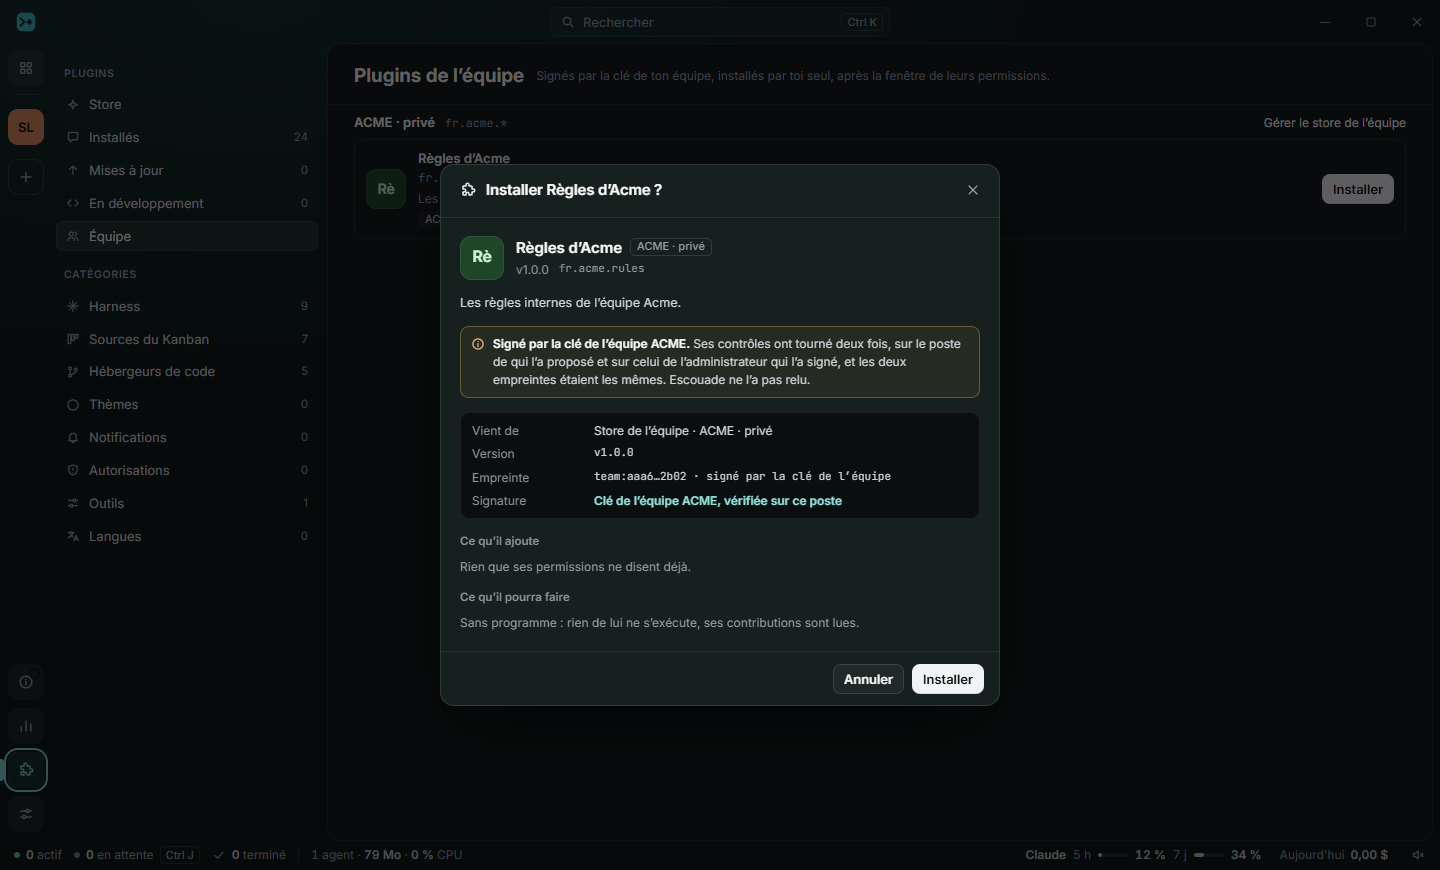 Rechercher
Ctrl K
SL
PLUGINS
Store
Installés 24
Mises à jour 0
En développement 0
Équipe
CATÉGORIES
Harness 9
Sources du Kanban 7
Hébergeurs de code 5
Thèmes 0
Notifications 0
Autorisations 0
Outils 1
Langues 0
Plugins de l’équipe
Signés par la clé de ton équipe, installés par toi seul, après la fenêtre de leurs permissions.
ACME · privé fr.acme.*
Gérer le store de l’équipe
Rè
Règles d’Acme
fr.
Les
AC
Installer
Installer Règles d’Acme ?
Rè
Règles d’Acme ACME · privé
v1.0.0 fr.acme.rules
Les règles internes de l’équipe Acme.
Signé par la clé de l’équipe ACME. Ses contrôles ont tourné deux fois, sur le poste
de qui l’a proposé et sur celui de l’administrateur qui l’a signé, et les deux
empreintes étaient les mêmes. Escouade ne l’a pas relu.
Vient de Store de l’équipe · ACME · privé
Version v1.0.0
Empreinte team:aaa6…2b02 · signé par la clé de l’équipe
Signature Clé de l’équipe ACME, vérifiée sur ce poste
Ce qu’il ajoute
Rien que ses permissions ne disent déjà.
Ce qu’il pourra faire
Sans programme : rien de lui ne s’exécute, ses contributions sont lues.
Annuler
Installer
0 actif 0 en attente Ctrl J 0 terminé 1 agent · 79 Mo · 0 % CPU
Claude 5 h 12 % 7 j 34 % Aujourd’hui 0,00 $